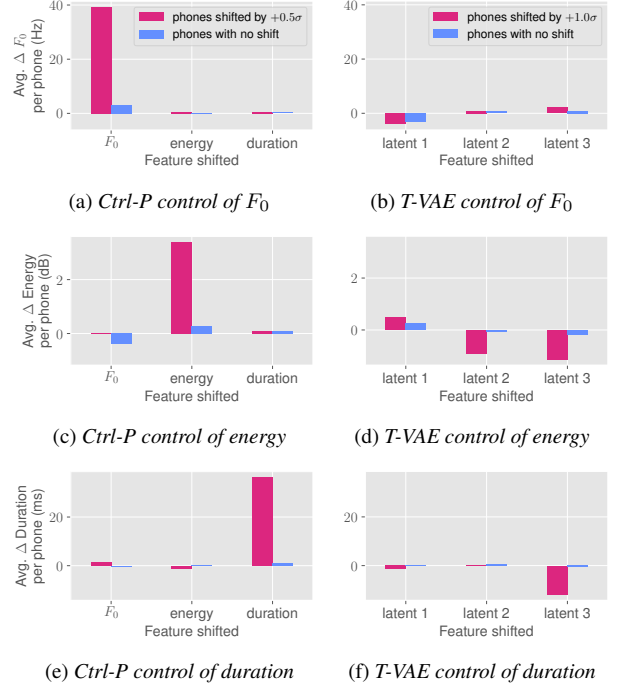 40
20
0
Avg. Δ F₀
per phone (Hz)
phones shifted by +0.5σ
phones with no shift
F₀ energy duration
Feature shifted
(a) Ctrl-P control of F₀
40
20
0
phones shifted by +1.0σ
phones with no shift
latent 1 latent 2 latent 3
Feature shifted
(b) T-VAE control of F₀
2
0
Avg. Δ Energy
per phone (dB)
F₀ energy duration
Feature shifted
(c) Ctrl-P control of energy
2
0
latent 1 latent 2 latent 3
Feature shifted
(d) T-VAE control of energy
20
0
Avg. Δ Duration
per phone (ms)
F₀ energy duration
Feature shifted
(e) Ctrl-P control of duration
20
0
latent 1 latent 2 latent 3
Feature shifted
(f) T-VAE control of duration